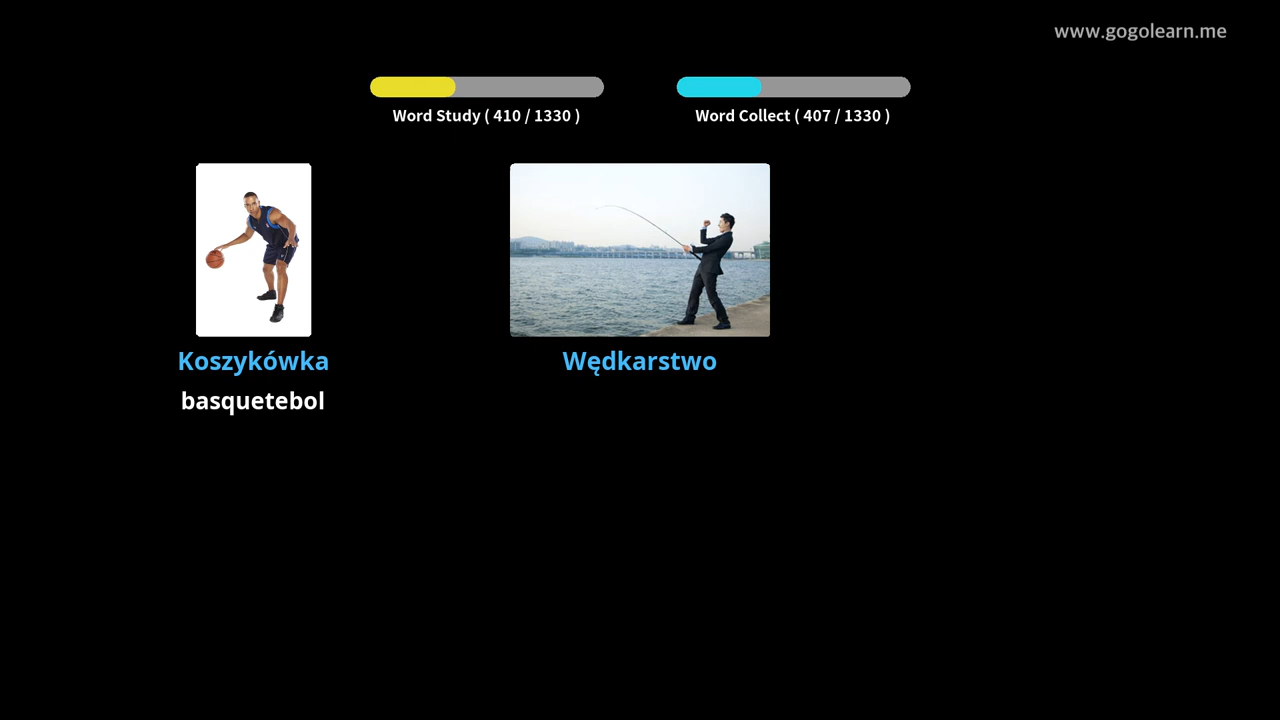 www.gogolearn.me
Word Study ( 410 / 1330 )
Word Collect ( 407 / 1330 )
Koszykówka
Wędkarstwo
basquetebol